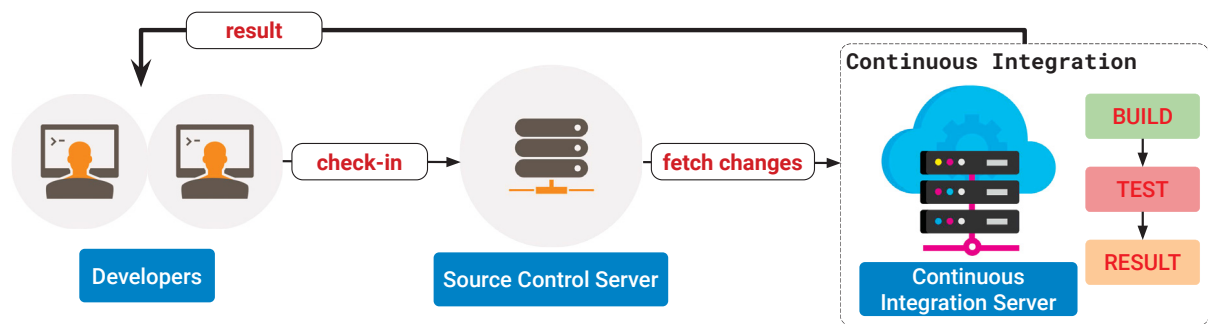 result
Continuous Integration
>-
>-
check-in
fetch changes
BUILD
TEST
RESULT
Developers
Source Control Server
Continuous
Integration Server